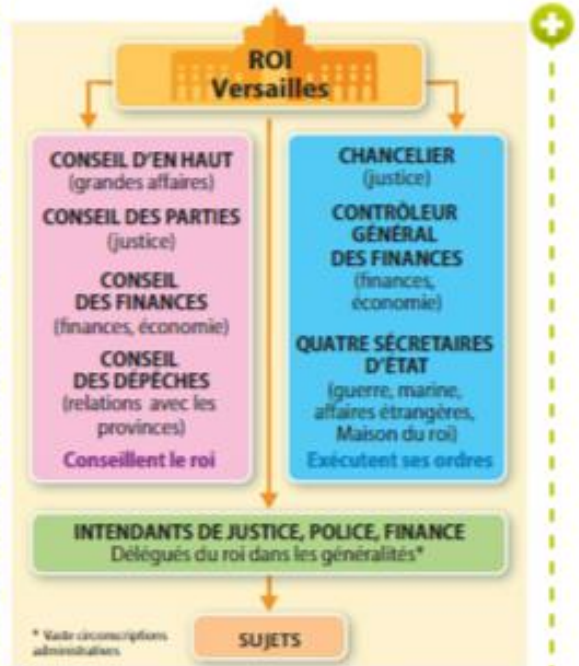 ROI
Versailles
CONSEIL D'EN HAUT
(grandes affaires)
CONSEIL DES PARTIES
(justice)
CONSEIL
DES FINANCES
(finances, économie)
CONSEIL
DES DÉPÊCHES
(relations avec les
provinces)
Conseillent le roi
CHANCELIER
(justice)
CONTRÔLEUR
GÉNÉRAL
DES FINANCES
(finances,
économie)
QUATRE SÉCRETAIRES
D'ÉTAT
(guerre, marine,
affaires étrangères,
Maison du roi)
Exécutent ses ordres
INTENDANTS DE JUSTICE, POLICE, FINANCE
Délégués du roi dans les généralités*
SUJETS
* Vaste circonscriptions
administratives